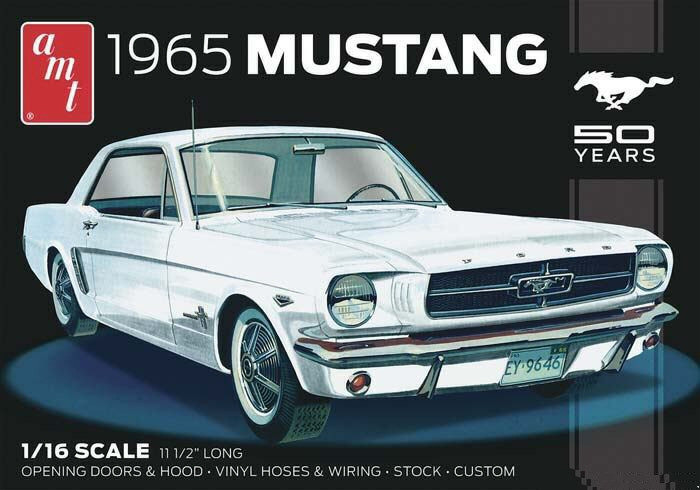 amt
®
1965 MUSTANG
50
YEARS
FORD
EY·9646
1/16 SCALE 11 1/2" LONG
OPENING DOORS & HOOD · VINYL HOSES & WIRING · STOCK · CUSTOM